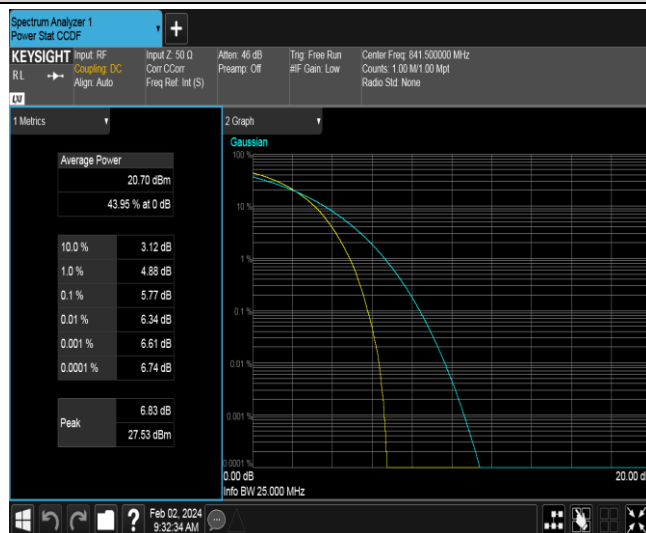 Spectrum Analyzer 1
Power Stat CCDF
+
KEYSIGHT
RL
LXI
Input: RF
Coupling: DC
Align: Auto
Input Z: 50 Ω
Corr CCorr
Freq Ref: Int (S)
Atten: 46 dB
Preamp: Off
Trig: Free Run
#IF Gain: Low
Center Freq: 841.500000 MHz
Counts: 1.00 M/1.00 Mpt
Radio Std: None
1 Metrics
Average Power
20.70 dBm
43.95 % at 0 dB
10.0 % 3.12 dB
1.0 % 4.88 dB
0.1 % 5.77 dB
0.01 % 6.34 dB
0.001 % 6.61 dB
0.0001 % 6.74 dB
Peak
6.83 dB
27.53 dBm
2 Graph
Gaussian
100 %
10 %
1 %
0.1 %
0.01 %
0.001 %
0.0001 %
0.00 dB
20.00 d
Info BW 25.000 MHz
?
Feb 02, 2024
9:32:34 AM